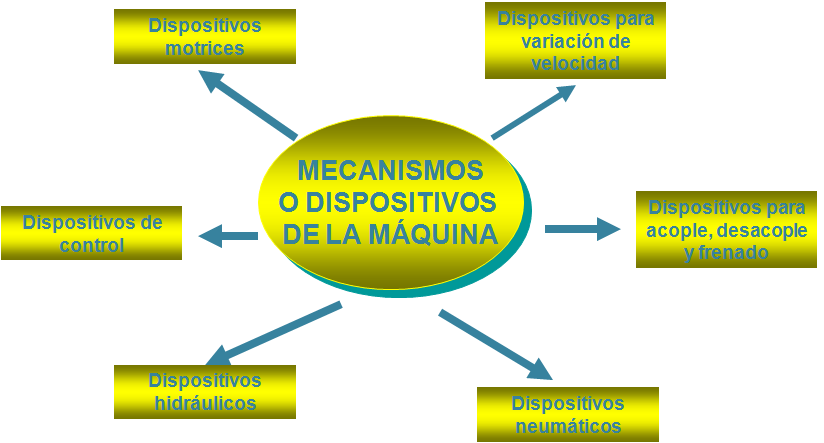 Dispositivos
motrices
Dispositivos para
variación de
velocidad
MECANISMOS
O DISPOSITIVOS
DE LA MÁQUINA
Dispositivos de
control
Dispositivos para
acople, desacople
y frenado
Dispositivos
hidráulicos
Dispositivos
neumáticos